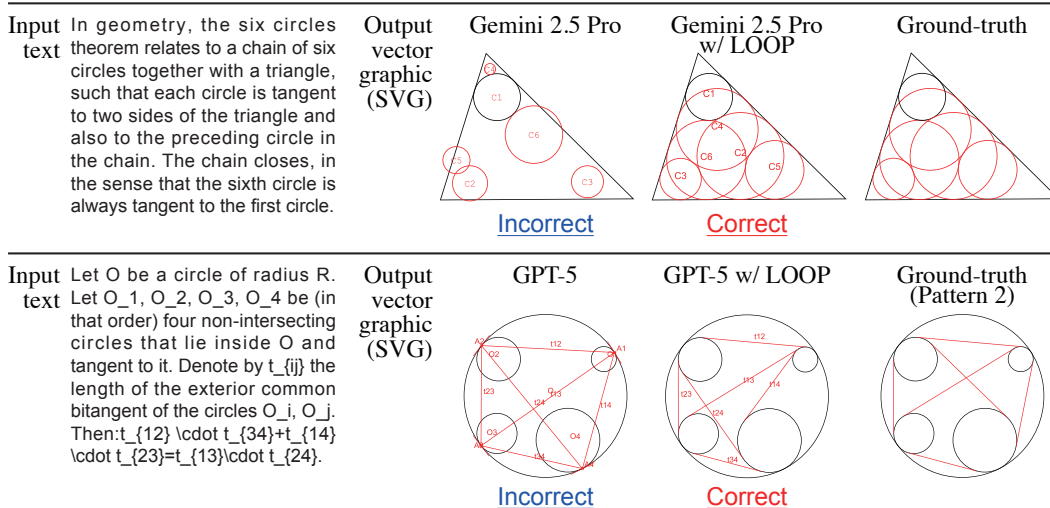 Input text
In geometry, the six circles
theorem relates to a chain of six
circles together with a triangle,
such that each circle is tangent
to two sides of the triangle and
also to the preceding circle in
the chain. The chain closes, in
the sense that the sixth circle is
always tangent to the first circle.
Output
vector
graphic
(SVG)
Gemini 2.5 Pro
C4
C1
C6
C5
C2
C3
Incorrect
Gemini 2.5 Pro
w/ LOOP
C1
C4
C6
C2
C3
C5
Correct
Ground-truth
Input text
Let O be a circle of radius R.
Let O_1, O_2, O_3, O_4 be (in
that order) four non-intersecting
circles that lie inside O and
tangent to it. Denote by t_{ij} the
length of the exterior common
bitangent of the circles O_i, O_j.
Then:t_{12} \cdot t_{34}+t_{14}
\cdot t_{23}=t_{13}\cdot t_{24}.
Output
vector
graphic
(SVG)
GPT-5
A2
t12
A1
O2
O
t13
t23
t24
t14
O3
O4
t34
Incorrect
GPT-5 w/ LOOP
t12
t13
t14
t23
t24
t34
Correct
Ground-truth
(Pattern 2)